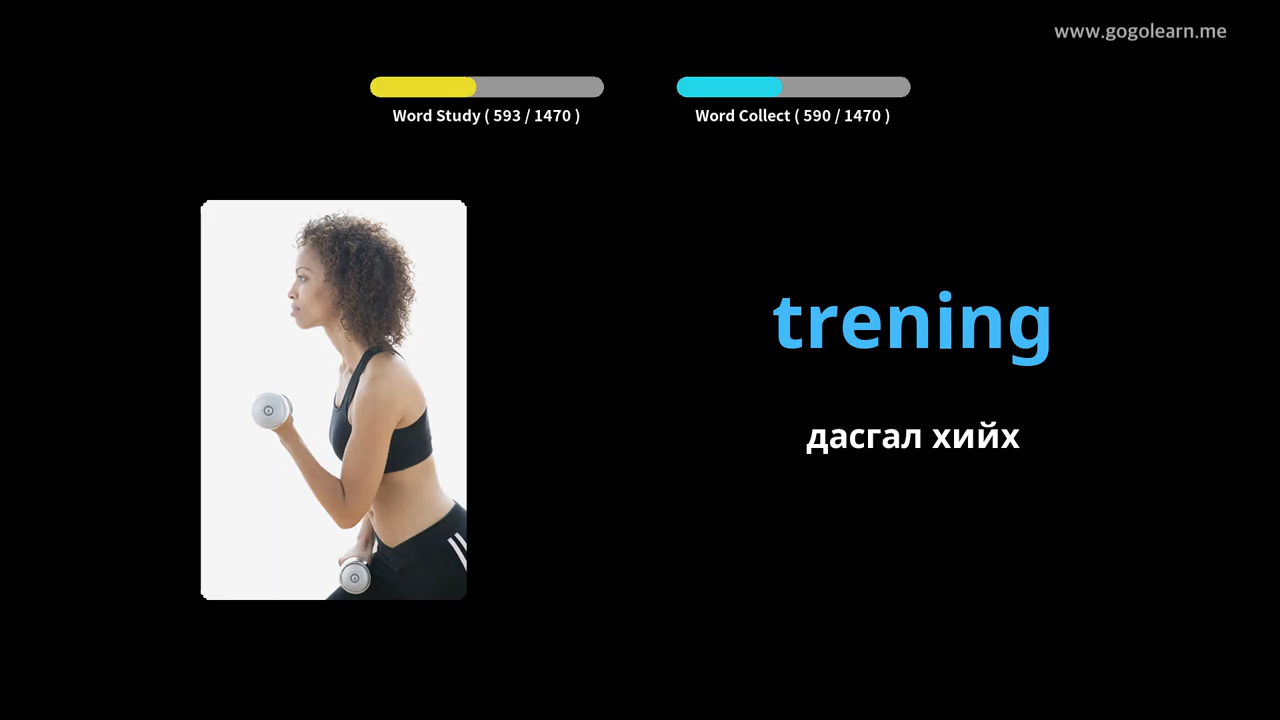 www.gogolearn.me
Word Study ( 593 / 1470 )
Word Collect ( 590 / 1470 )
trening
дасгал хийх